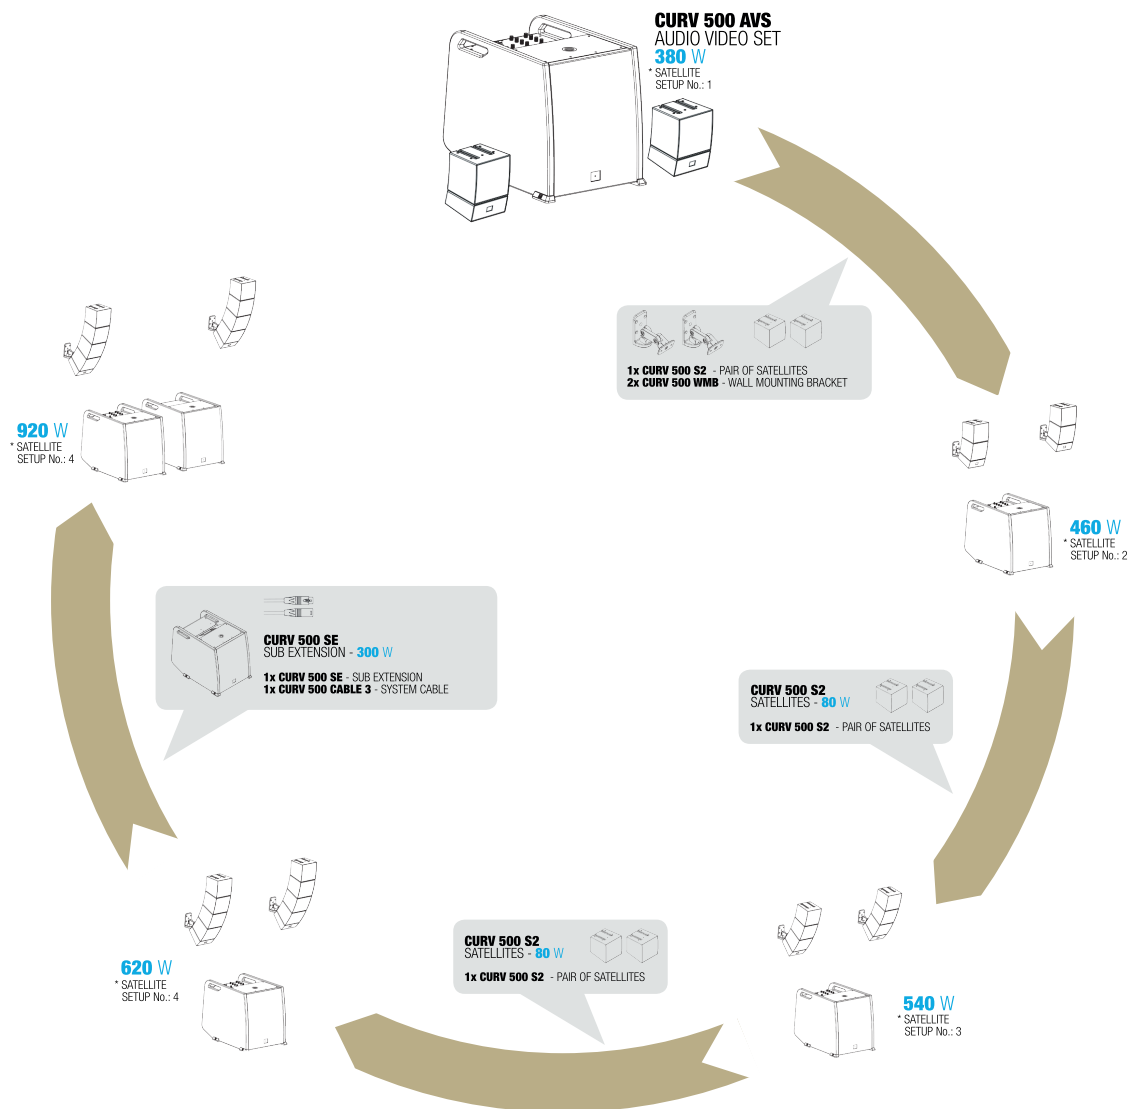 CURV 500 AVS
AUDIO VIDEO SET
380 W
* SATELLITE
SETUP No.: 1
1x CURV 500 S2 - PAIR OF SATELLITES
2x CURV 500 WMB - WALL MOUNTING BRACKET
460 W
* SATELLITE
SETUP No.: 2
CURV 500 S2
SATELLITES - 80 W
1x CURV 500 S2 - PAIR OF SATELLITES
540 W
* SATELLITE
SETUP No.: 3
CURV 500 S2
SATELLITES - 80 W
1x CURV 500 S2 - PAIR OF SATELLITES
620 W
* SATELLITE
SETUP No.: 4
CURV 500 SE
SUB EXTENSION - 300 W
1x CURV 500 SE - SUB EXTENSION
1x CURV 500 CABLE 3 - SYSTEM CABLE
920 W
* SATELLITE
SETUP No.: 4